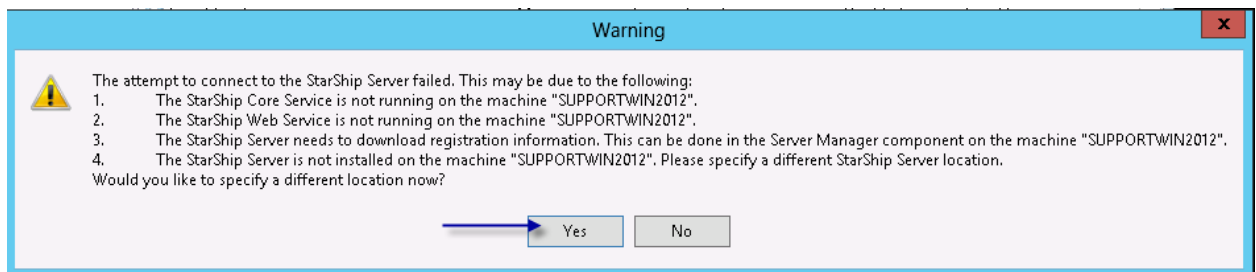 Warning
x
The attempt to connect to the StarShip Server failed. This may be due to the following:
1. The StarShip Core Service is not running on the machine "SUPPORTWIN2012".
2. The StarShip Web Service is not running on the machine "SUPPORTWIN2012".
3. The StarShip Server needs to download registration information. This can be done in the Server Manager component on the machine "SUPPORTWIN2012".
4. The StarShip Server is not installed on the machine "SUPPORTWIN2012". Please specify a different StarShip Server location.
Would you like to specify a different location now?
Yes No